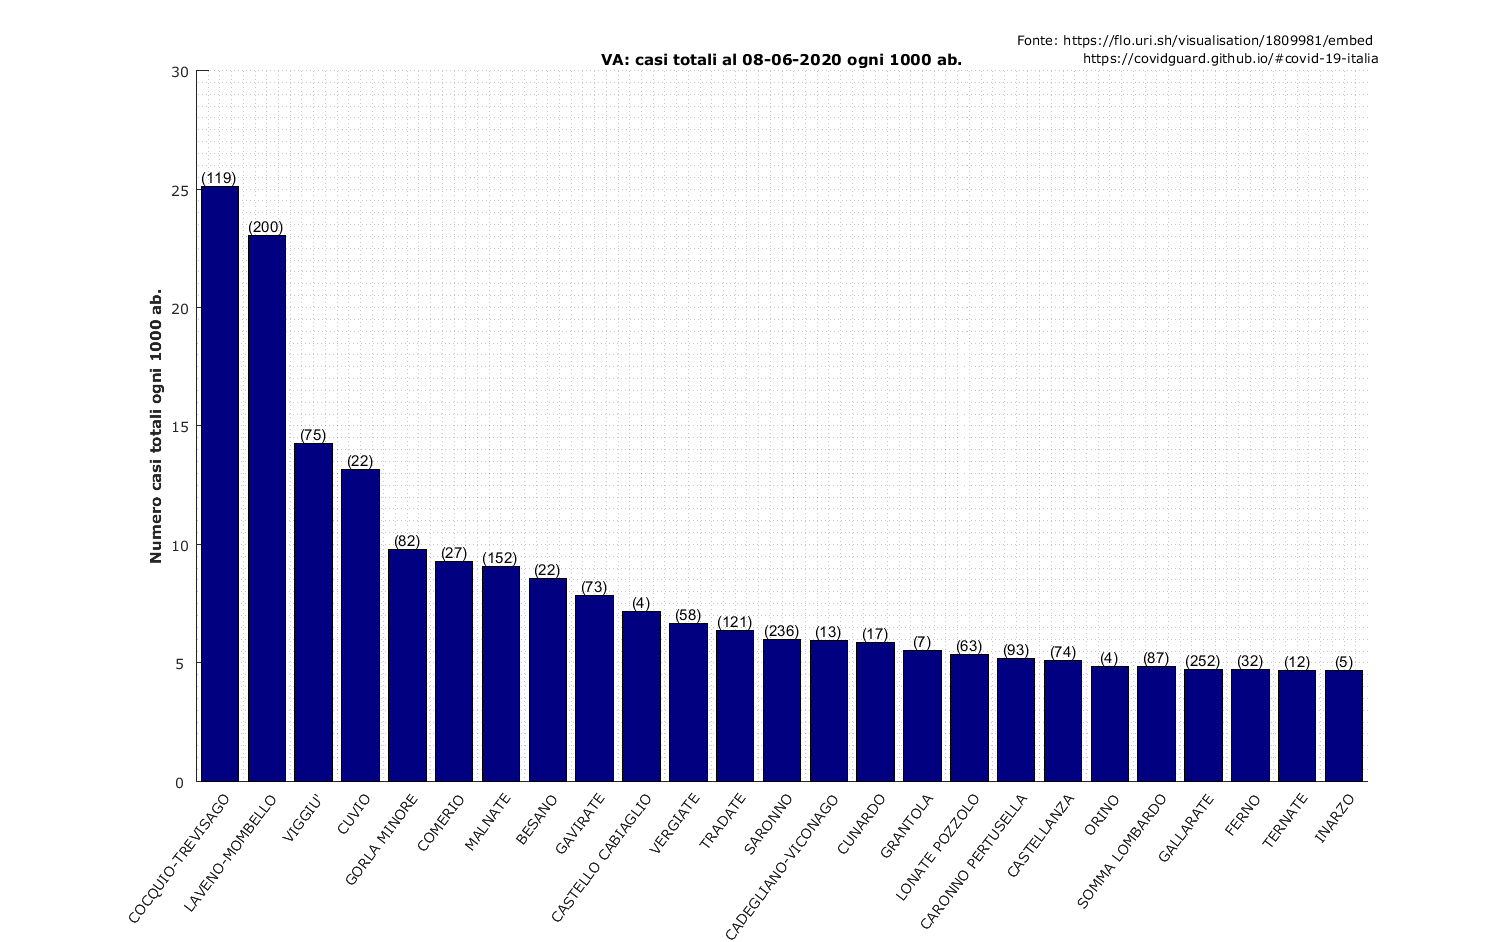 Fonte: https://flo.uri.sh/visualisation/1809981/embed
https://covidguard.github.io/#covid-19-italia
VA: casi totali al 08-06-2020 ogni 1000 ab.
Numero casi totali ogni 1000 ab.
30
25
20
15
10
5
0
(119)
(200)
(75)
(22)
(82)
(27)
(152)
(22)
(73)
(4)
(58)
(121)
(236)
(13)
(17)
(7)
(63)
(93)
(74)
(4)
(87)
(252)
(32)
(12)
(5)
COCQUIO-TREVISAGO
LAVENO-MOMBELLO
VIGGIU'
CUVIO
GORLA MINORE
COMERIO
MALNATE
BESANO
GAVIRATE
CASTELLO CABIAGLIO
VERGIATE
TRADATE
SARONNO
CADEGLIANO-VICONAGO
CUNARDO
GRANTOLA
LONATE POZZOLO
CARONNO PERTUSELLA
CASTELLANZA
ORINO
SOMMA LOMBARDO
GALLARATE
FERNO
TERNATE
INARZO